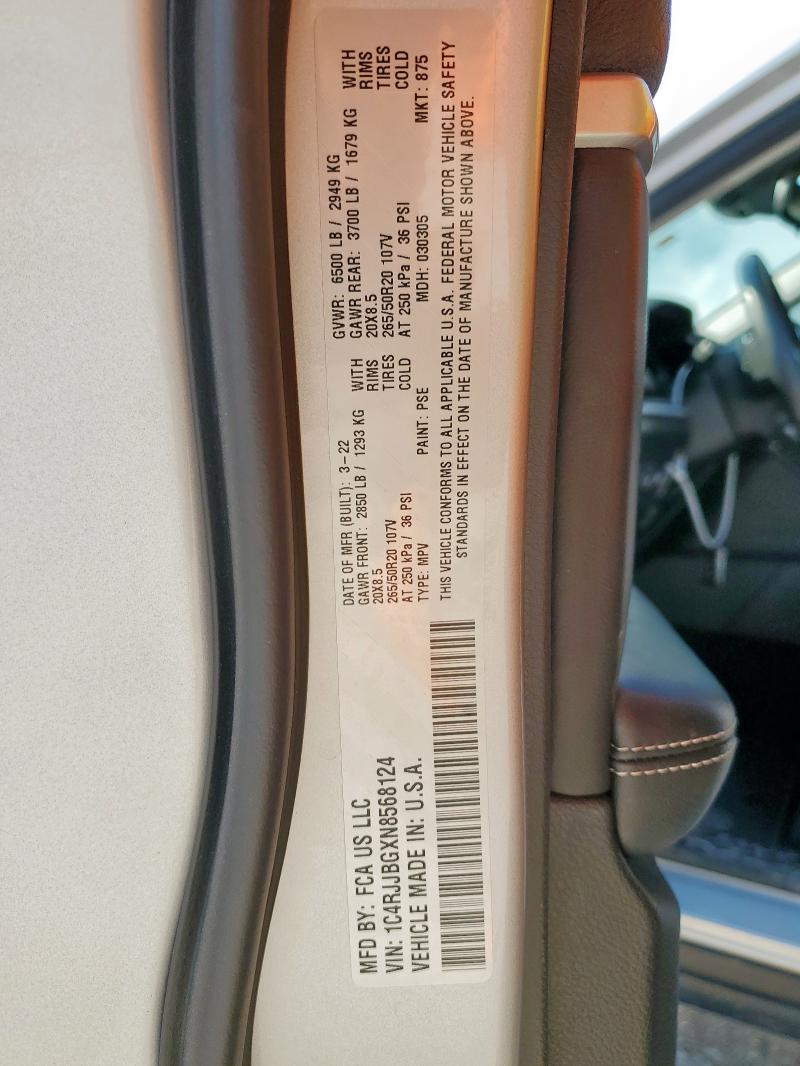 MFD BY: FCA US LLC
VIN: 1C4RJJBGXN8568124
VEHICLE MADE IN: U.S.A.
DATE OF MFR (BUILT): 3-22
GAWR FRONT: 2850 LB / 1293 KG WITH
20X8.5 RIMS
265/50R20 107V TIRES
AT 250 kPa / 36 PSI COLD
GVWR: 6500 LB / 2949 KG
GAWR REAR: 3700 LB / 1679 KG WITH
20X8.5 RIMS
265/50R20 107V TIRES
AT 250 kPa / 36 PSI COLD
TYPE: MPV PAINT: PSE MDH: 030305 MKT: 875
THIS VEHICLE CONFORMS TO ALL APPLICABLE U.S.A. FEDERAL MOTOR VEHICLE SAFETY
STANDARDS IN EFFECT ON THE DATE OF MANUFACTURE SHOWN ABOVE.